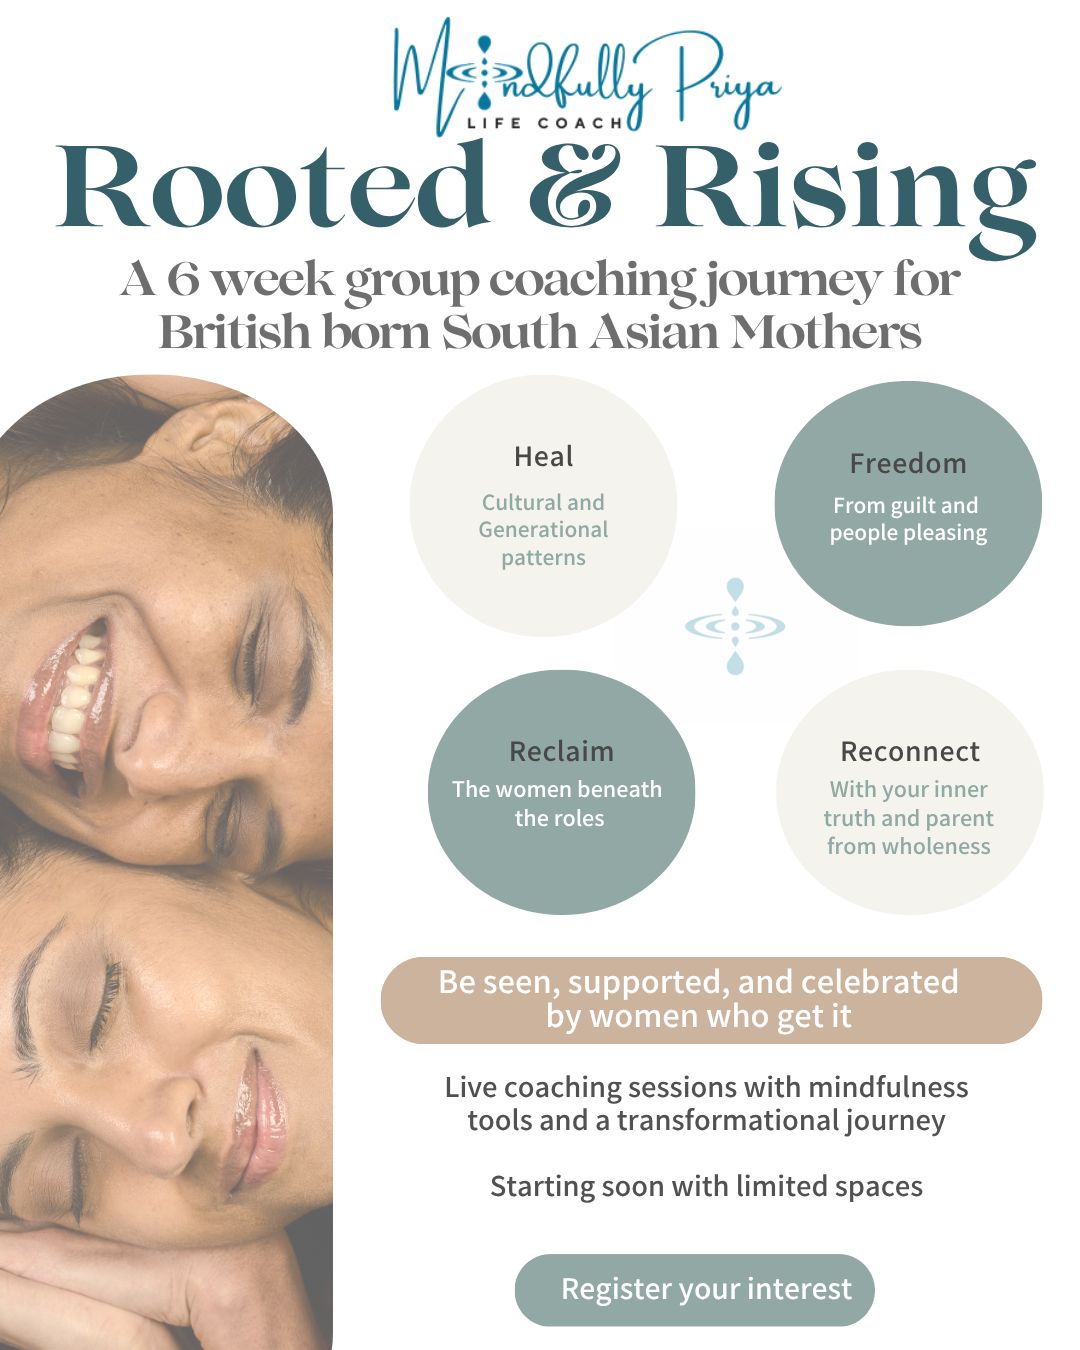 Mindfully Priya
LIFE COACH
Rooted & Rising
A 6 week group coaching journey for
British born South Asian Mothers
Heal
Cultural and
Generational
patterns
Freedom
From guilt and
people pleasing
Reclaim
The women beneath
the roles
Reconnect
With your inner
truth and parent
from wholeness
Be seen, supported, and celebrated
by women who get it
Live coaching sessions with mindfulness
tools and a transformational journey
Starting soon with limited spaces
Register your interest